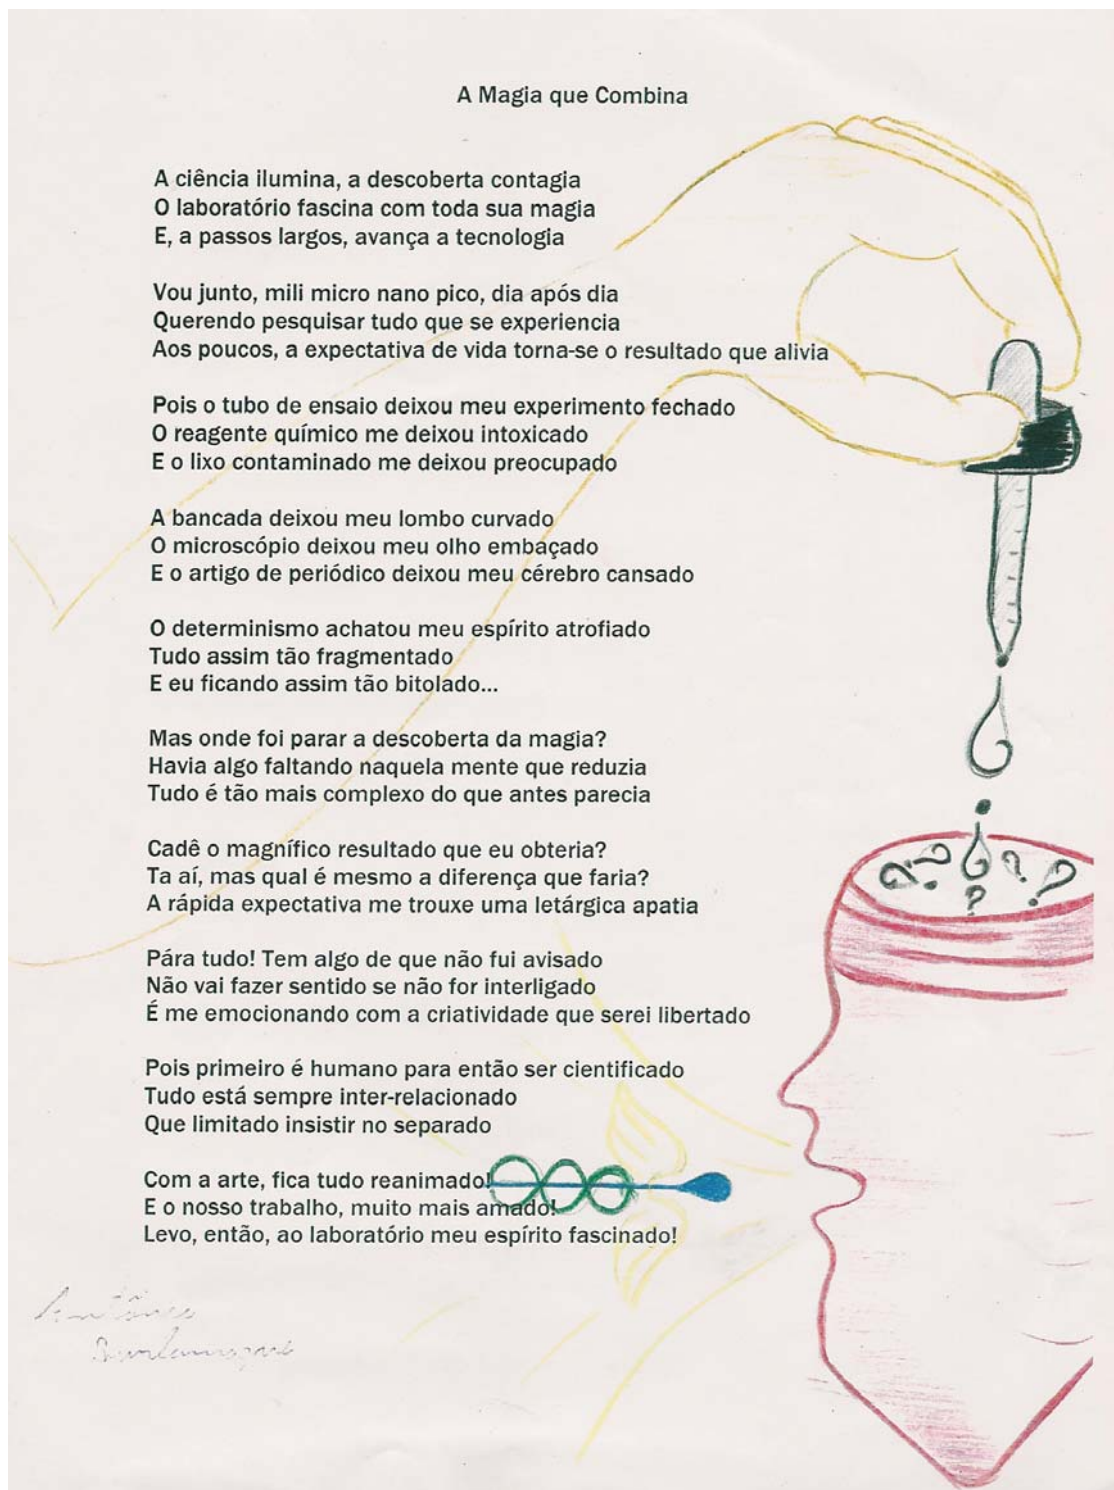 A Magia que Combina
A ciência ilumina, a descoberta contagia
O laboratório fascina com toda sua magia
E, a passos largos, avança a tecnologia
Vou junto, mili micro nano pico, dia após dia
Querendo pesquisar tudo que se experiencia
Aos poucos, a expectativa de vida torna-se o resultado que alivia
Pois o tubo de ensaio deixou meu experimento fechado
O reagente químico me deixou intoxicado
E o lixo contaminado me deixou preocupado
A bancada deixou meu lombo curvado
O microscópio deixou meu olho embaçado
E o artigo de periódico deixou meu cérebro cansado
O determinismo achatou meu espírito atrofiado
Tudo assim tão fragmentado
E eu ficando assim tão bitolado...
Mas onde foi parar a descoberta da magia?
Havia algo faltando naquela mente que reduzia
Tudo é tão mais complexo do que antes parecia
Cadê o magnífico resultado que eu obteria?
Ta aí, mas qual é mesmo a diferença que faria?
A rápida expectativa me trouxe uma letárgica apatia
Pára tudo! Tem algo de que não fui avisado
Não vai fazer sentido se não for interligado
É me emocionando com a criatividade que serei libertado
Pois primeiro é humano para então ser cientificado
Tudo está sempre inter-relacionado
Que limitado insistir no separado
Com a arte, fica tudo reanimado!
E o nosso trabalho, muito mais amado!
Levo, então, ao laboratório meu espírito fascinado!
Antônio